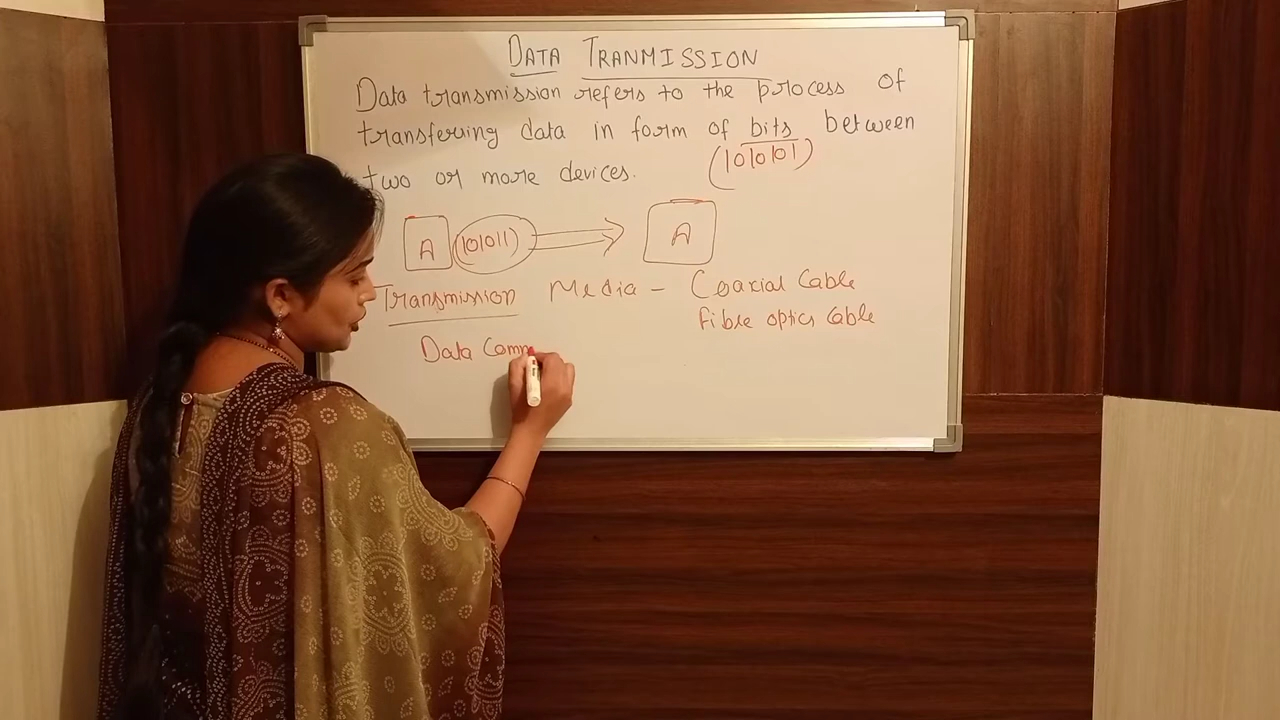 DATA TRANMISSION
Data transmission refers to the process of
transferring data in form of bits between
two or more devices. (1010101)
A (101011) A
Transmission Media - Coaxial Cable
Fibre optics Cable
Data Comm